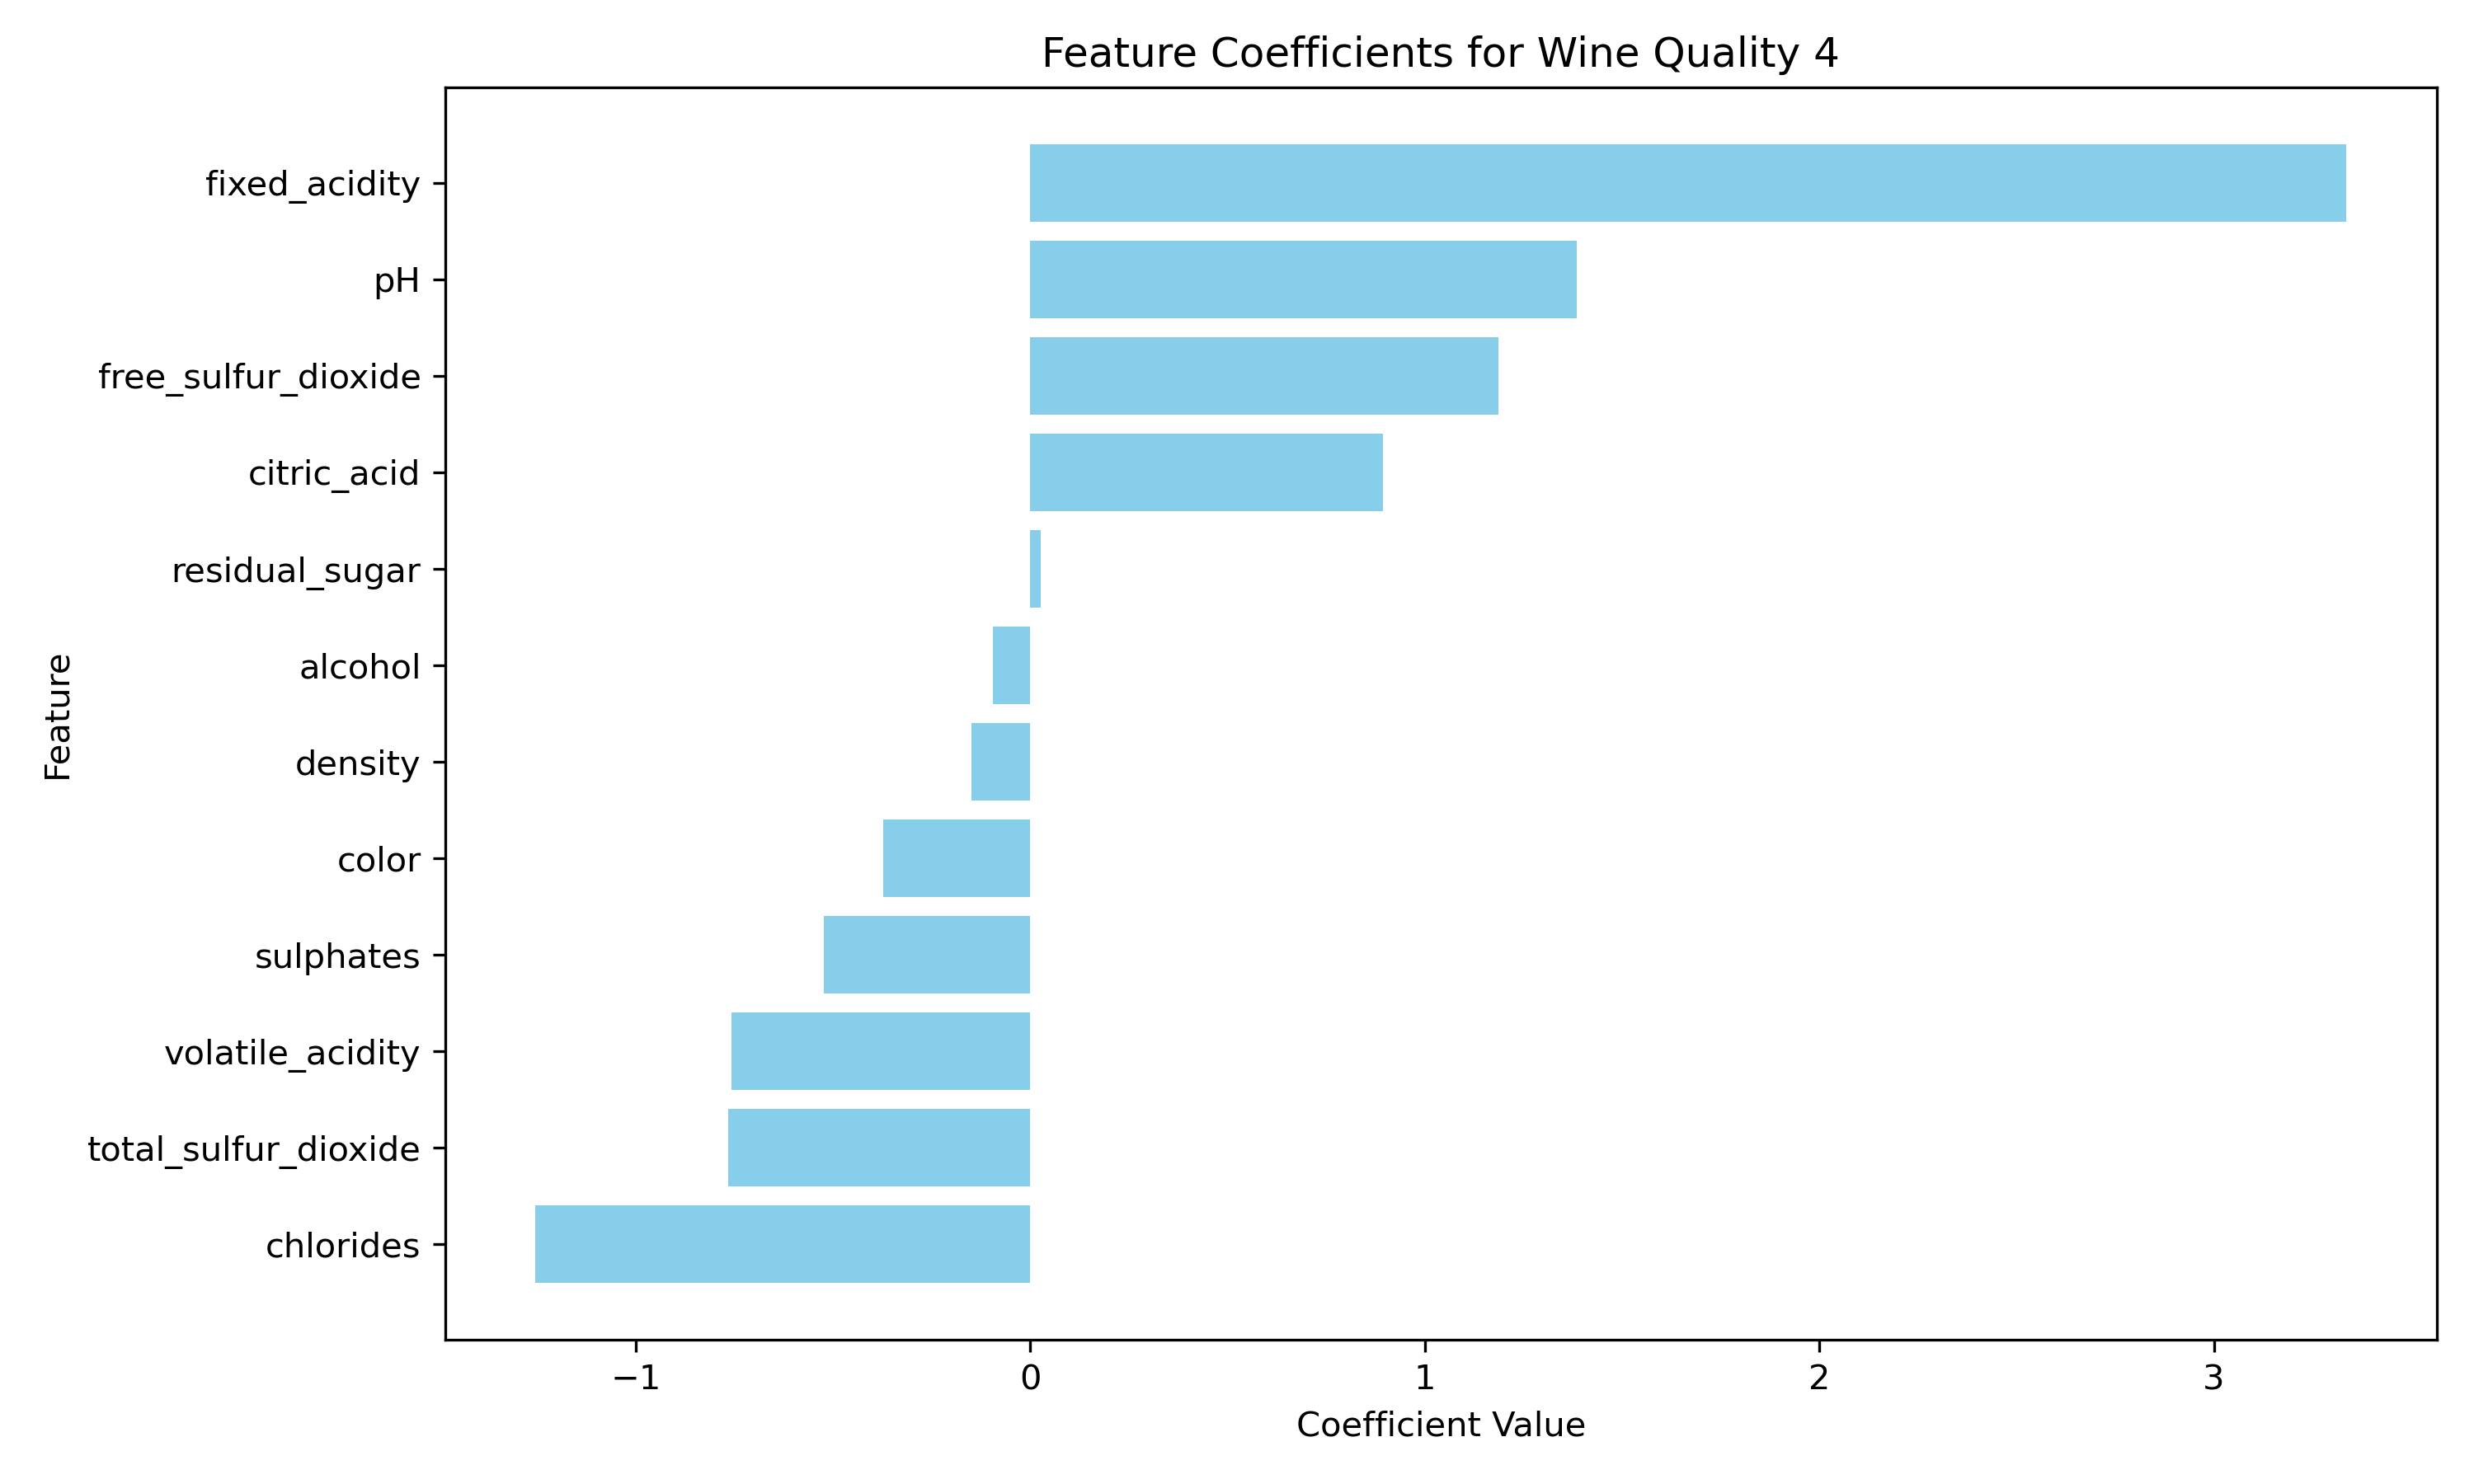 Feature Coefficients for Wine Quality 4
fixed_acidity
pH
free_sulfur_dioxide
citric_acid
residual_sugar
alcohol
density
color
sulphates
volatile_acidity
total_sulfur_dioxide
chlorides
Feature
−1 0 1 2 3
Coefficient Value